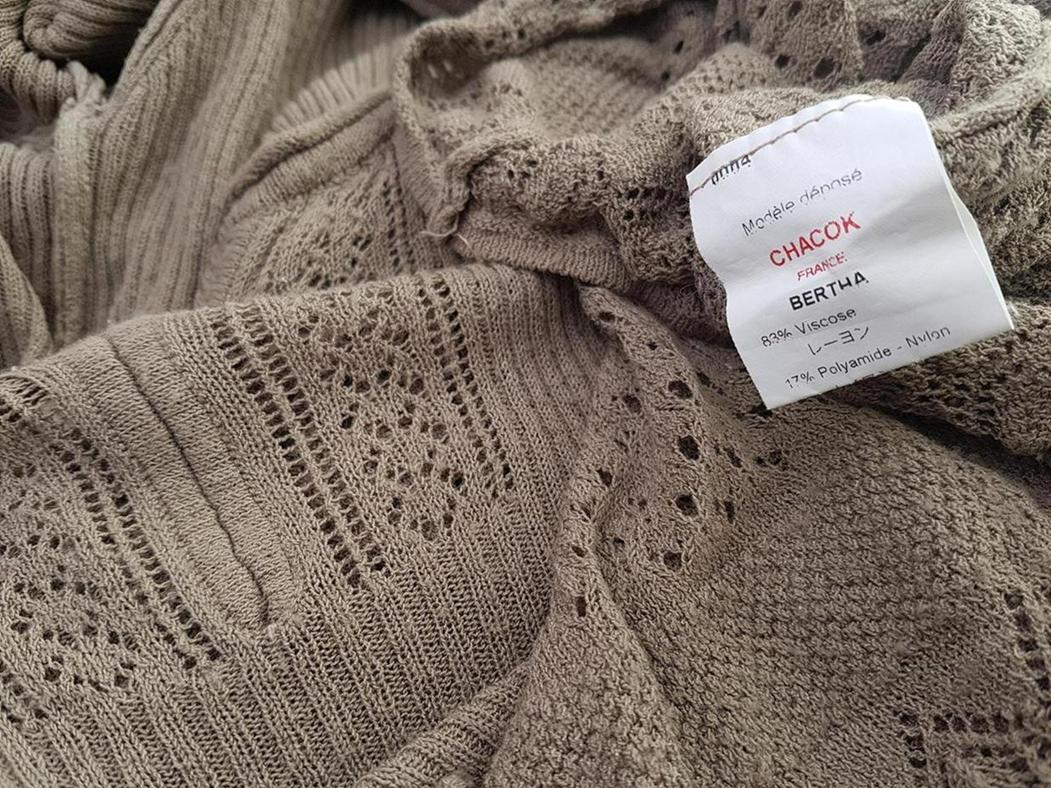 Modèle déposé
CHACOK
FRANCE
BERTHA
83% Viscose
レーヨン
17% Polyamide - Nylon